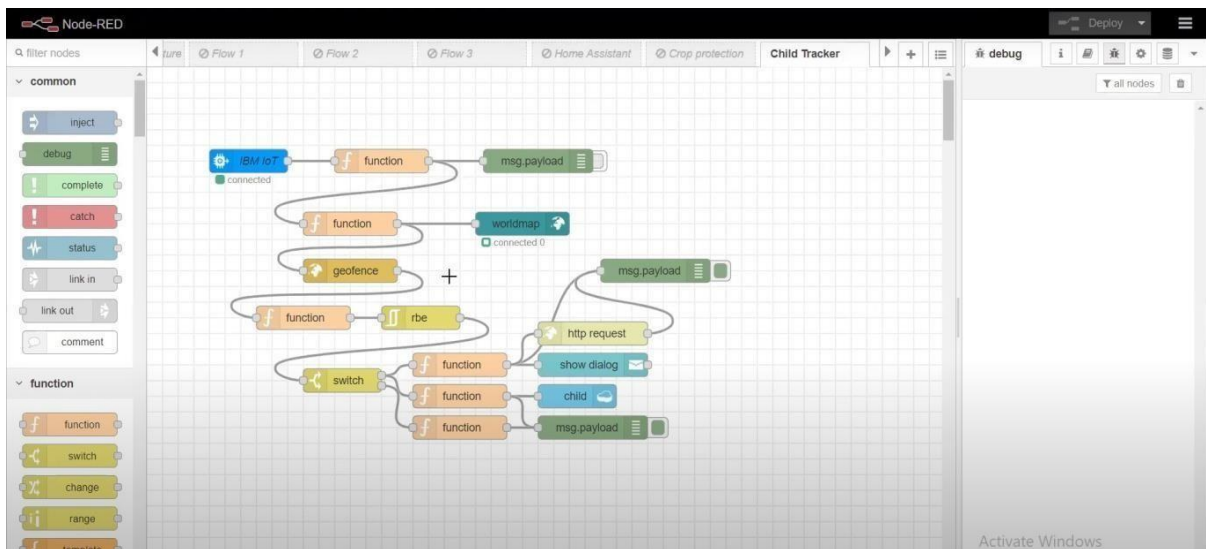 Node-RED
Deploy
filter nodes
ture
Flow 1
Flow 2
Flow 3
Home Assistant
Crop protection
Child Tracker
debug
i
all nodes
common
inject
debug
complete
catch
status
link in
link out
comment
function
function
switch
change
range
template
IBM IoT
connected
function
msg.payload
function
worldmap
connected 0
geofence
msg.payload
function
rbe
http request
switch
function
show dialog
function
child
function
msg.payload
Activate Windows